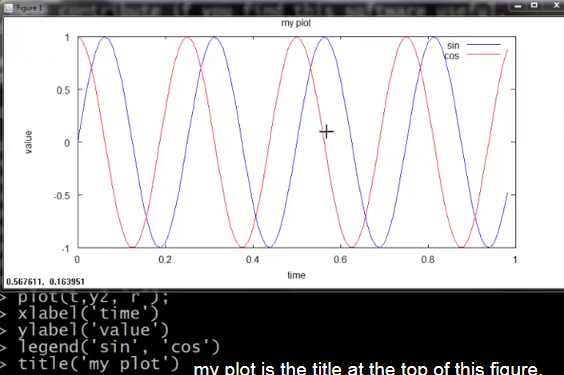 Figure 1
my plot
sin
cos
1
0.5
0
-0.5
-1
value
0
0.2
0.4
0.6
0.8
1
time
0.567611, 0.163951
> plot(t,y2,'r');
> xlabel('time')
> ylabel('value')
> legend('sin', 'cos')
> title('my plot')
my plot is the title at the top of this figure.